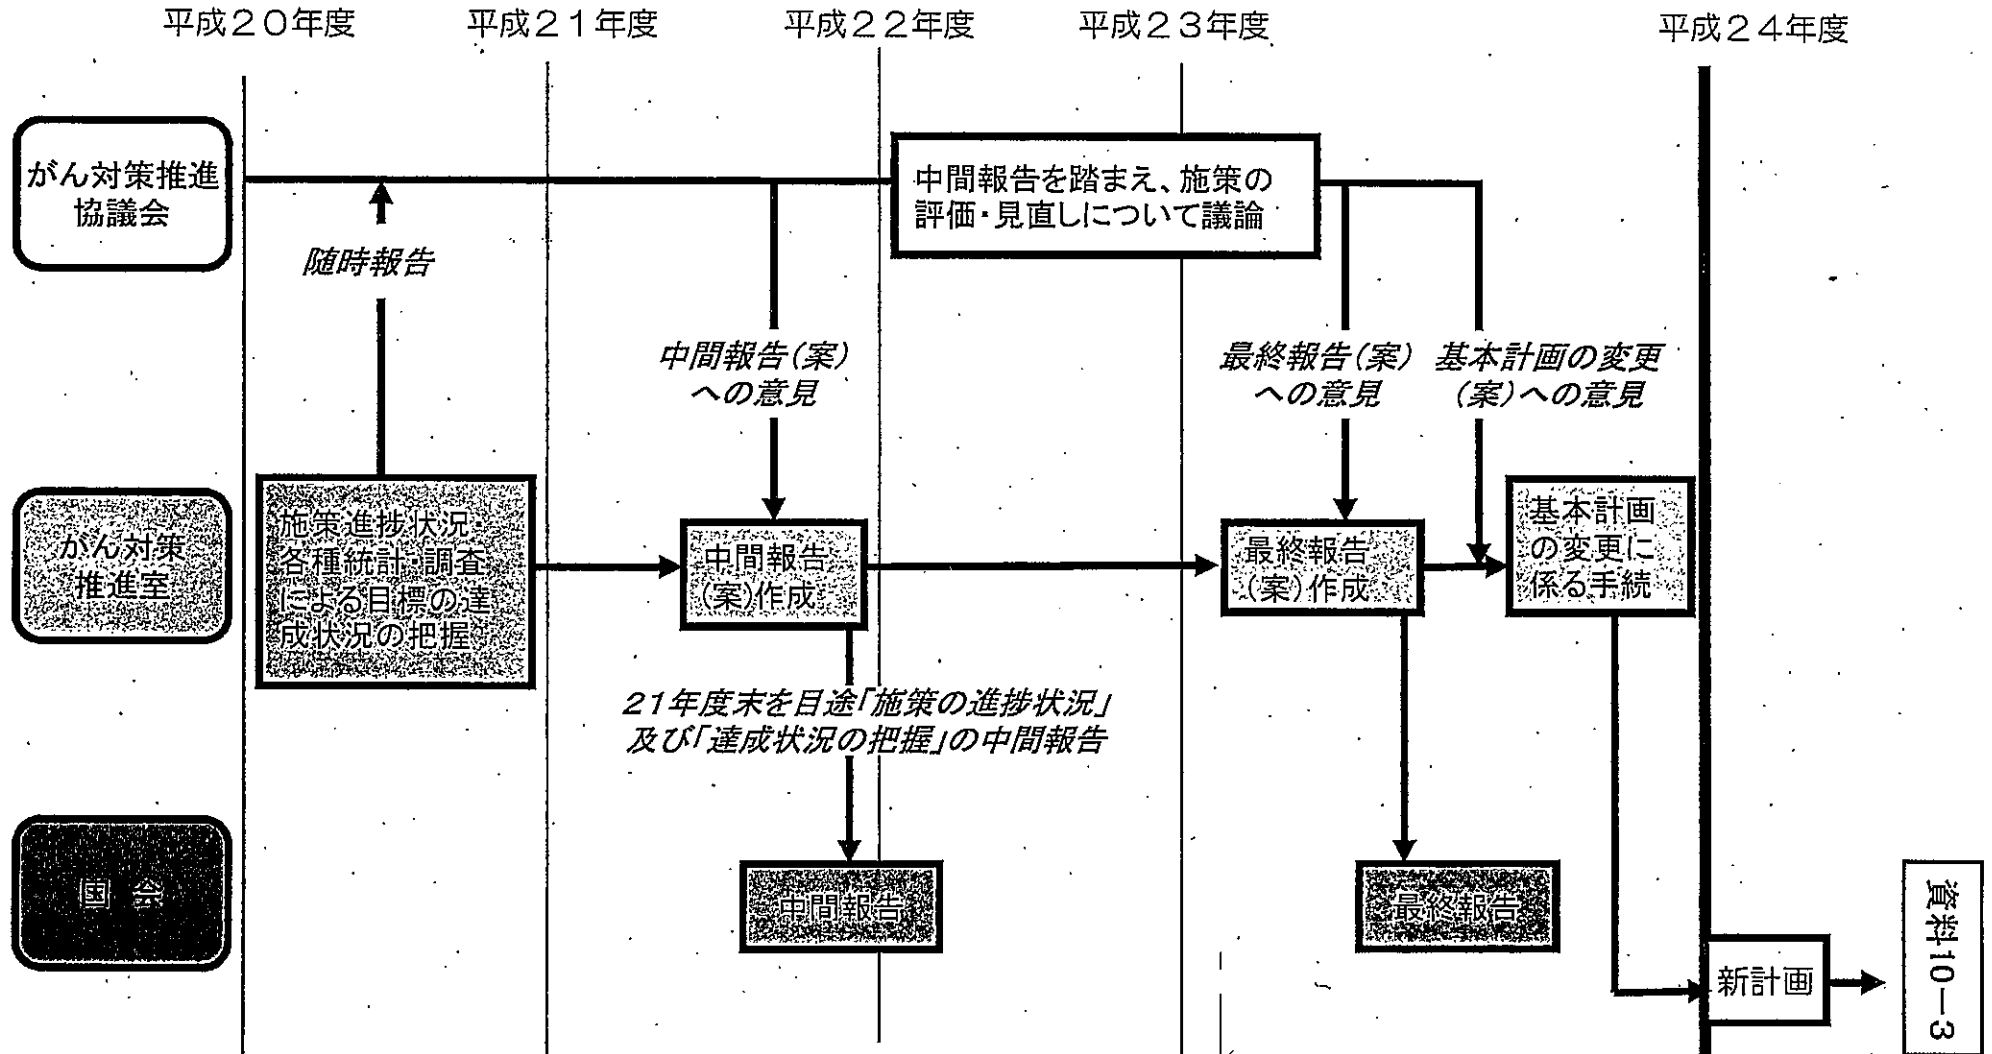 平成20年度
平成21年度
平成22年度
平成23年度
平成24年度
がん対策推進
協議会
中間報告を踏まえ、施策の
評価・見直しについて議論
随時報告
中間報告(案)
への意見
最終報告(案)
への意見
基本計画の変更
(案)への意見
がん対策
推進室
施策進捗状況・
各種統計・調査
による目標の達
成状況の把握
中間報告
(案)作成
最終報告
(案)作成
基本計画
の変更に
係る手続
21年度末を目途「施策の進捗状況」
及び「達成状況の把握」の中間報告
国 会
中間報告
最終報告
新計画
資料10-3